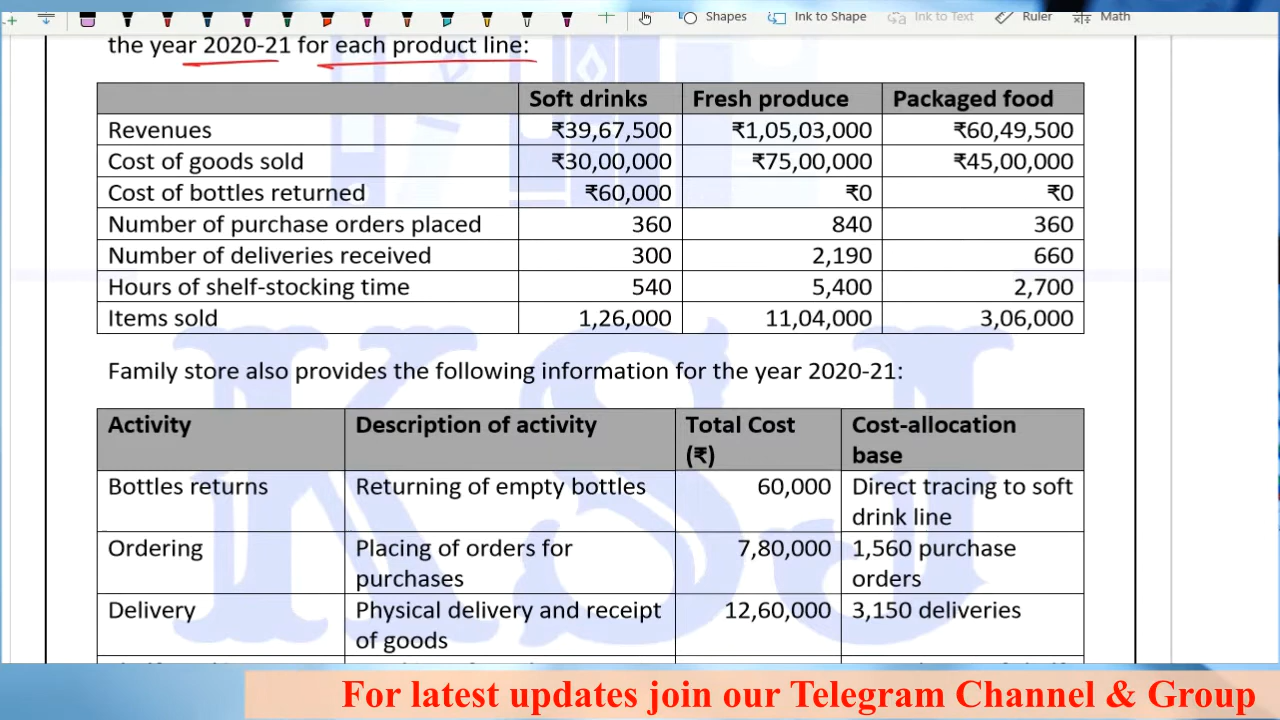 Shapes Ink to Shape Ink to Text Ruler Math
the year 2020-21 for each product line:
Soft drinks Fresh produce Packaged food
Revenues ₹39,67,500 ₹1,05,03,000 ₹60,49,500
Cost of goods sold ₹30,00,000 ₹75,00,000 ₹45,00,000
Cost of bottles returned ₹60,000 ₹0 ₹0
Number of purchase orders placed 360 840 360
Number of deliveries received 300 2,190 660
Hours of shelf-stocking time 540 5,400 2,700
Items sold 1,26,000 11,04,000 3,06,000
Family store also provides the following information for the year 2020-21:
Activity Description of activity Total Cost Cost-allocation
(₹) base
Bottles returns Returning of empty bottles 60,000 Direct tracing to soft
drink line
Ordering Placing of orders for 7,80,000 1,560 purchase
purchases orders
Delivery Physical delivery and receipt 12,60,000 3,150 deliveries
of goods
KSJ
For latest updates join our Telegram Channel & Group